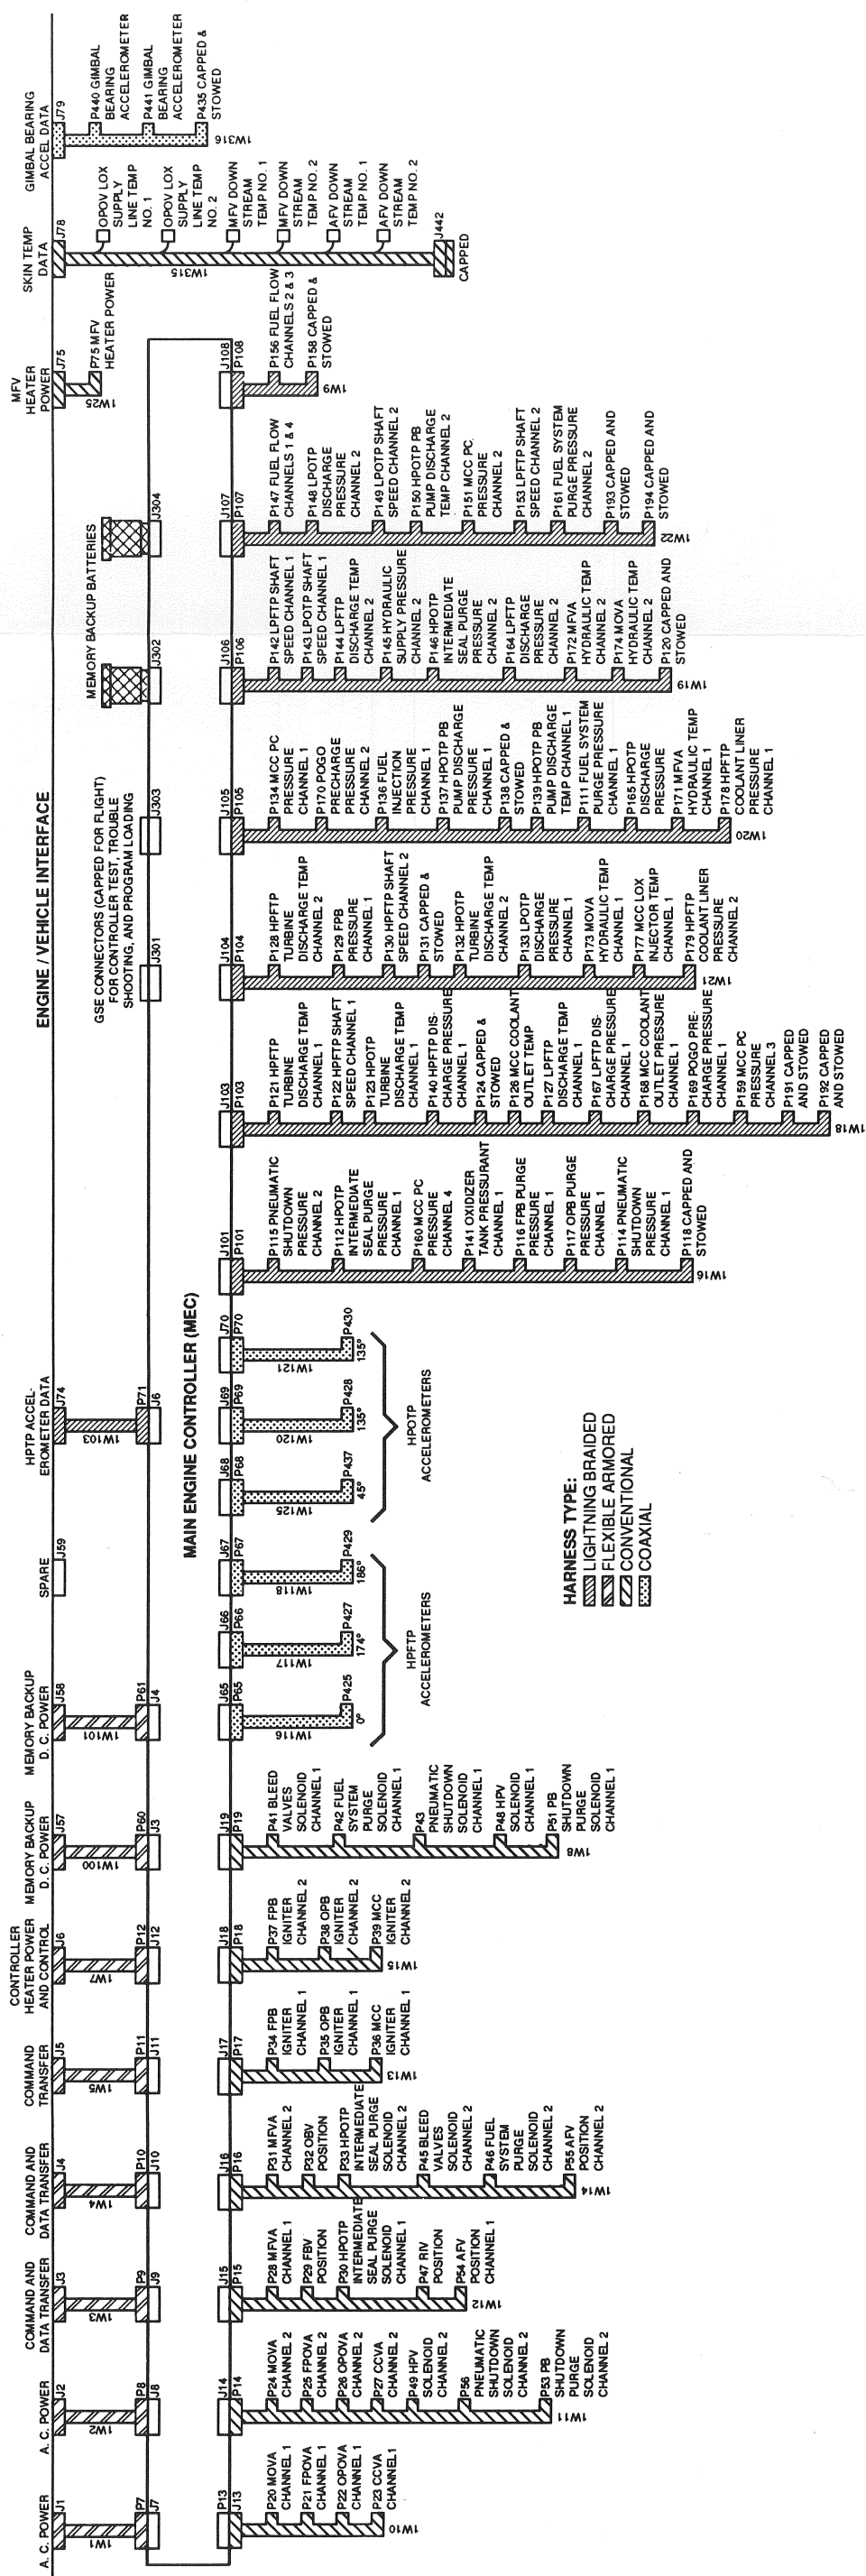 ENGINE / VEHICLE INTERFACE
A. C. POWER
J1
1W1
P7
J7
A. C. POWER
J2
1W2
P8
J8
COMMAND AND
DATA TRANSFER
J3
1W3
P9
J9
COMMAND AND
DATA TRANSFER
J4
1W4
P10
J10
COMMAND
TRANSFER
J5
1W5
P11
J11
CONTROLLER
HEATER POWER
AND CONTROL
J6
1W7
P12
J12
MEMORY BACKUP
D. C. POWER
J57
1W100
P60
J3
MEMORY BACKUP
D. C. POWER
J58
1W101
P61
J4
SPARE
J59
HPTP ACCEL-
EROMETER DATA
J74
1W103
P71
J6
GSE CONNECTORS (CAPPED FOR FLIGHT)
FOR CONTROLLER TEST, TROUBLE
SHOOTING, AND PROGRAM LOADING
J301
J303
MEMORY BACKUP BATTERIES
J302
J304
MFV
HEATER
POWER
J75
P75 MFV
HEATER POWER
1W25
SKIN TEMP
DATA
J78
OPOV LOX
SUPPLY
LINE TEMP
NO. 1
OPOV LOX
SUPPLY
LINE TEMP
NO. 2
MFV DOWN
STREAM
TEMP NO. 1
MFV DOWN
STREAM
TEMP NO. 2
AFV DOWN
STREAM
TEMP NO. 1
AFV DOWN
STREAM
TEMP NO. 2
1W315
J442
CAPPED
GIMBAL BEARING
ACCEL DATA
J79
P440 GIMBAL
BEARING
ACCELEROMETER
P441 GIMBAL
BEARING
ACCELEROMETER
P435 CAPPED &
STOWED
1W316
MAIN ENGINE CONTROLLER (MEC)
P13
J13
P20 MOVA
CHANNEL 1
P21 FPOVA
CHANNEL 1
P22 OPOVA
CHANNEL 1
P23 CCVA
CHANNEL 1
1W10
J14
P14
P24 MOVA
CHANNEL 2
P25 FPOVA
CHANNEL 2
P26 OPOVA
CHANNEL 2
P27 CCVA
CHANNEL 2
P49 HPV
SOLENOID
CHANNEL 2
P56
PNEUMATIC
SHUTDOWN
SOLENOID
CHANNEL 2
P53 PB
SHUTDOWN
PURGE
SOLENOID
CHANNEL 2
1W11
J15
P15
P28 MFVA
CHANNEL 1
P29 FBV
POSITION
P30 HPOTP
INTERMEDIATE
SEAL PURGE
SOLENOID
CHANNEL 1
P47 RIV
POSITION
P54 AFV
POSITION
CHANNEL 1
1W12
J16
P16
P31 MFVA
CHANNEL 2
P32 OBV
POSITION
P33 HPOTP
INTERMEDIATE
SEAL PURGE
SOLENOID
CHANNEL 2
P45 BLEED
VALVES
SOLENOID
CHANNEL 2
P46 FUEL
SYSTEM
PURGE
SOLENOID
CHANNEL 2
P55 AFV
POSITION
CHANNEL 2
1W14
J17
P17
P34 FPB
IGNITER
CHANNEL 1
P35 OPB
IGNITER
CHANNEL 1
P36 MCC
IGNITER
CHANNEL 1
1W13
J18
P18
P37 FPB
IGNITER
CHANNEL 2
P38 OPB
IGNITER
CHANNEL 2
P39 MCC
IGNITER
CHANNEL 2
1W15
J19
P19
P41 BLEED
VALVES
SOLENOID
CHANNEL 1
P42 FUEL
SYSTEM
PURGE
SOLENOID
CHANNEL 1
P43
PNEUMATIC
SHUTDOWN
SOLENOID
CHANNEL 1
P48 HPV
SOLENOID
CHANNEL 1
P51 PB
SHUTDOWN
PURGE
SOLENOID
CHANNEL 1
1W8
J65
P65
1W116
P425
0°
J66
P66
1W117
P427
174°
J67
P67
1W118
P429
186°
HPFTP
ACCELEROMETERS
J68
P68
1W125
P437
45°
J69
P69
1W120
P428
135°
J70
P70
1W121
P430
135°
HPOTP
ACCELEROMETERS
J101
P101
P115 PNEUMATIC
SHUTDOWN
PRESSURE
CHANNEL 2
P112 HPOTP
INTERMEDIATE
SEAL PURGE
PRESSURE
CHANNEL 1
P160 MCC PC
PRESSURE
CHANNEL 4
P141 OXIDIZER
TANK PRESSURANT
CHANNEL 1
P116 FPB PURGE
PRESSURE
CHANNEL 1
P117 OPB PURGE
PRESSURE
CHANNEL 1
P114 PNEUMATIC
SHUTDOWN
PRESSURE
CHANNEL 1
P118 CAPPED AND
STOWED
1W16
J103
P103
P121 HPFTP
TURBINE
DISCHARGE TEMP
CHANNEL 1
P122 HPFTP SHAFT
SPEED CHANNEL 1
P123 HPOTP
TURBINE
DISCHARGE TEMP
CHANNEL 1
P140 HPFTP DIS-
CHARGE PRESSURE
CHANNEL 1
P124 CAPPED &
STOWED
P126 MCC COOLANT
OUTLET TEMP
P127 LPFTP
DISCHARGE TEMP
CHANNEL 1
P167 LPFTP DIS-
CHARGE PRESSURE
CHANNEL 1
P168 MCC COOLANT
OUTLET PRESSURE
CHANNEL 1
P169 POGO PRE-
CHARGE PRESSURE
CHANNEL 1
P159 MCC PC
PRESSURE
CHANNEL 3
P191 CAPPED
AND STOWED
P192 CAPPED
AND STOWED
1W18
J104
P104
P128 HPFTP
TURBINE
DISCHARGE TEMP
CHANNEL 2
P129 FPB
PRESSURE
CHANNEL 1
P130 HPFTP SHAFT
SPEED CHANNEL 2
P131 CAPPED &
STOWED
P132 HPOTP
TURBINE
DISCHARGE TEMP
CHANNEL 2
P133 LPOTP
DISCHARGE
PRESSURE
CHANNEL 1
P173 MOVA
HYDRAULIC TEMP
CHANNEL 1
P177 MCC LOX
INJECTOR TEMP
CHANNEL 1
P179 HPFTP
COOLANT LINER
PRESSURE
CHANNEL 2
1W21
J105
P105
P134 MCC PC
PRESSURE
CHANNEL 1
P170 POGO
PRECHARGE
PRESSURE
CHANNEL 2
P136 FUEL
INJECTION
PRESSURE
CHANNEL 1
P137 HPOTP PB
PUMP DISCHARGE
PRESSURE
CHANNEL 1
P138 CAPPED &
STOWED
P139 HPOTP PB
PUMP DISCHARGE
TEMP CHANNEL 1
P111 FUEL SYSTEM
PURGE PRESSURE
CHANNEL 1
P165 HPOTP
DISCHARGE
PRESSURE
P171 MFVA
HYDRAULIC TEMP
CHANNEL 1
P178 HPFTP
COOLANT LINER
PRESSURE
CHANNEL 1
1W20
J106
P106
P142 LPFTP SHAFT
SPEED CHANNEL 1
P143 LPOTP SHAFT
SPEED CHANNEL 1
P144 LPFTP
DISCHARGE TEMP
CHANNEL 2
P145 HYDRAULIC
SUPPLY PRESSURE
CHANNEL 2
P146 HPOTP
INTERMEDIATE
SEAL PURGE
PRESSURE
CHANNEL 2
P164 LPFTP
DISCHARGE
PRESSURE
CHANNEL 2
P172 MFVA
HYDRAULIC TEMP
CHANNEL 2
P174 MOVA
HYDRAULIC TEMP
CHANNEL 2
P120 CAPPED AND
STOWED
1W19
J107
P107
P147 FUEL FLOW
CHANNELS 1 & 4
P148 LPOTP
DISCHARGE
PRESSURE
CHANNEL 2
P149 LPOTP SHAFT
SPEED CHANNEL 2
P150 HPOTP PB
PUMP DISCHARGE
TEMP CHANNEL 2
P151 MCC PC
PRESSURE
CHANNEL 2
P153 LPFTP SHAFT
SPEED CHANNEL 2
P161 FUEL SYSTEM
PURGE PRESSURE
CHANNEL 2
P193 CAPPED AND
STOWED
P194 CAPPED AND
STOWED
1W22
J108
P108
P156 FUEL FLOW
CHANNELS 2 & 3
P158 CAPPED &
STOWED
1W9
HARNESS TYPE:
LIGHTNING BRAIDED
FLEXIBLE ARMORED
CONVENTIONAL
COAXIAL